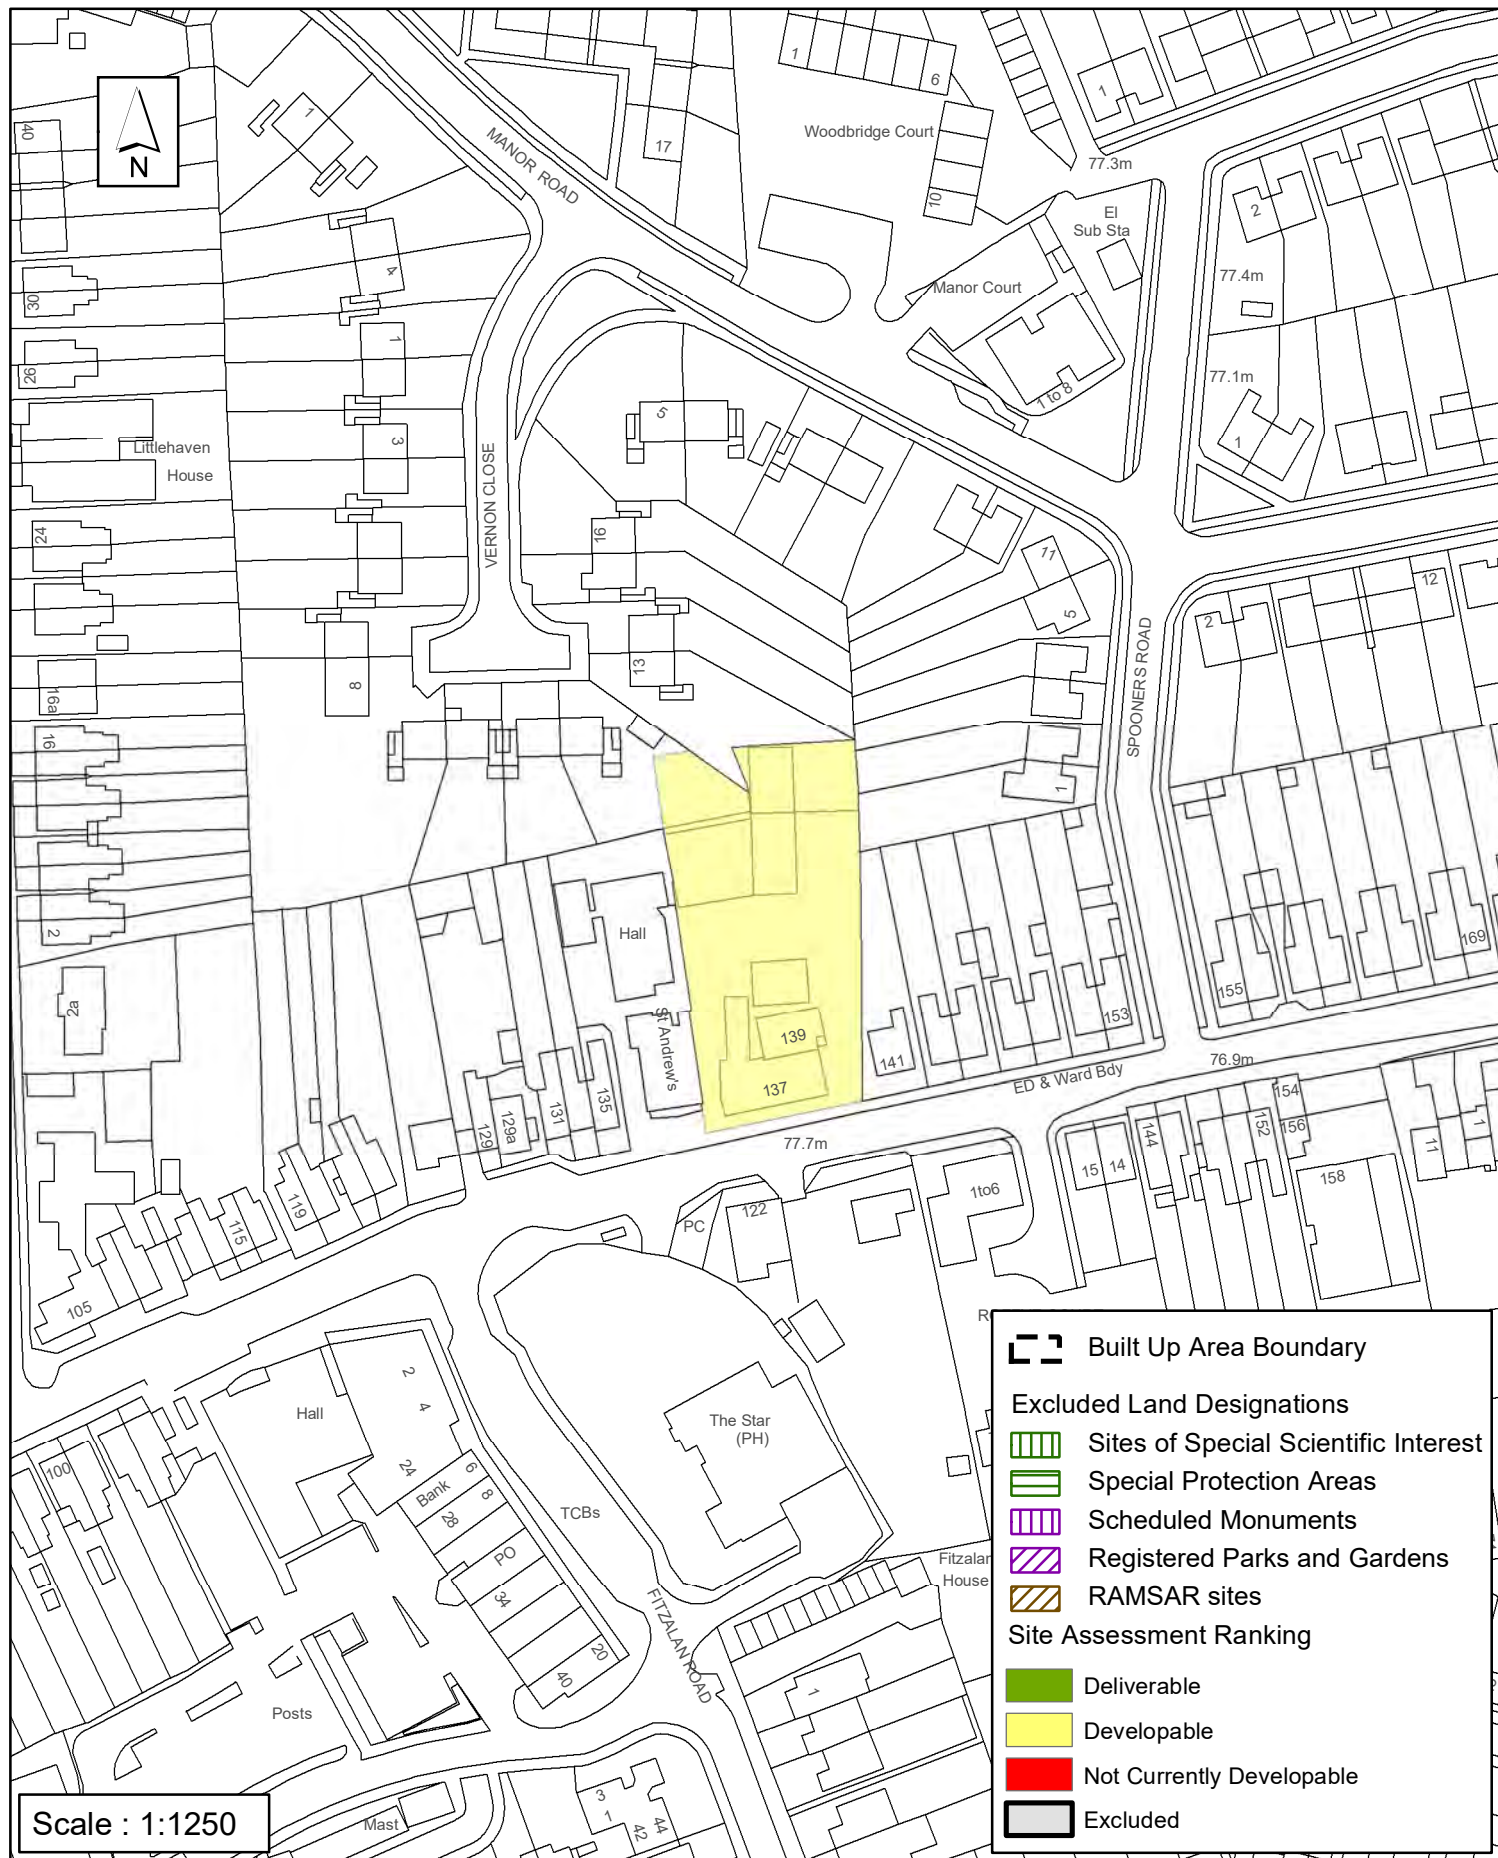 1
6
1
Woodbridge Court
40
1
N
MANOR ROAD
17
77.3m
10
2
El
Sub Sta
4
77.4m
30
Manor Court
1
26
77.1m
1 to 8
5
3
1
Littlehaven
House
VERNON CLOSE
24
16
11
12
5
2
SPOONERS ROAD
13
8
16a
16
1
2
Hall
169
155
2a
St Andrew's
139
153
141
76.9m
ED & Ward Bdy
137
135
131
129a
129
77.7m
154
152
156
144
15
14
11
1
158
1to6
122
PC
119
115
105
2
4
Hall
The Star
(PH)
24
6
Bank
8
28
100
TCBs
PO
34
Fitzalan
House
FITZALAN ROAD
20
40
1
Posts
3
1
44
42
Mast
Scale : 1:1250
Built Up Area Boundary
Excluded Land Designations
Sites of Special Scientific Interest
Special Protection Areas
Scheduled Monuments
Registered Parks and Gardens
RAMSAR sites
Site Assessment Ranking
Deliverable
Developable
Not Currently Developable
Excluded